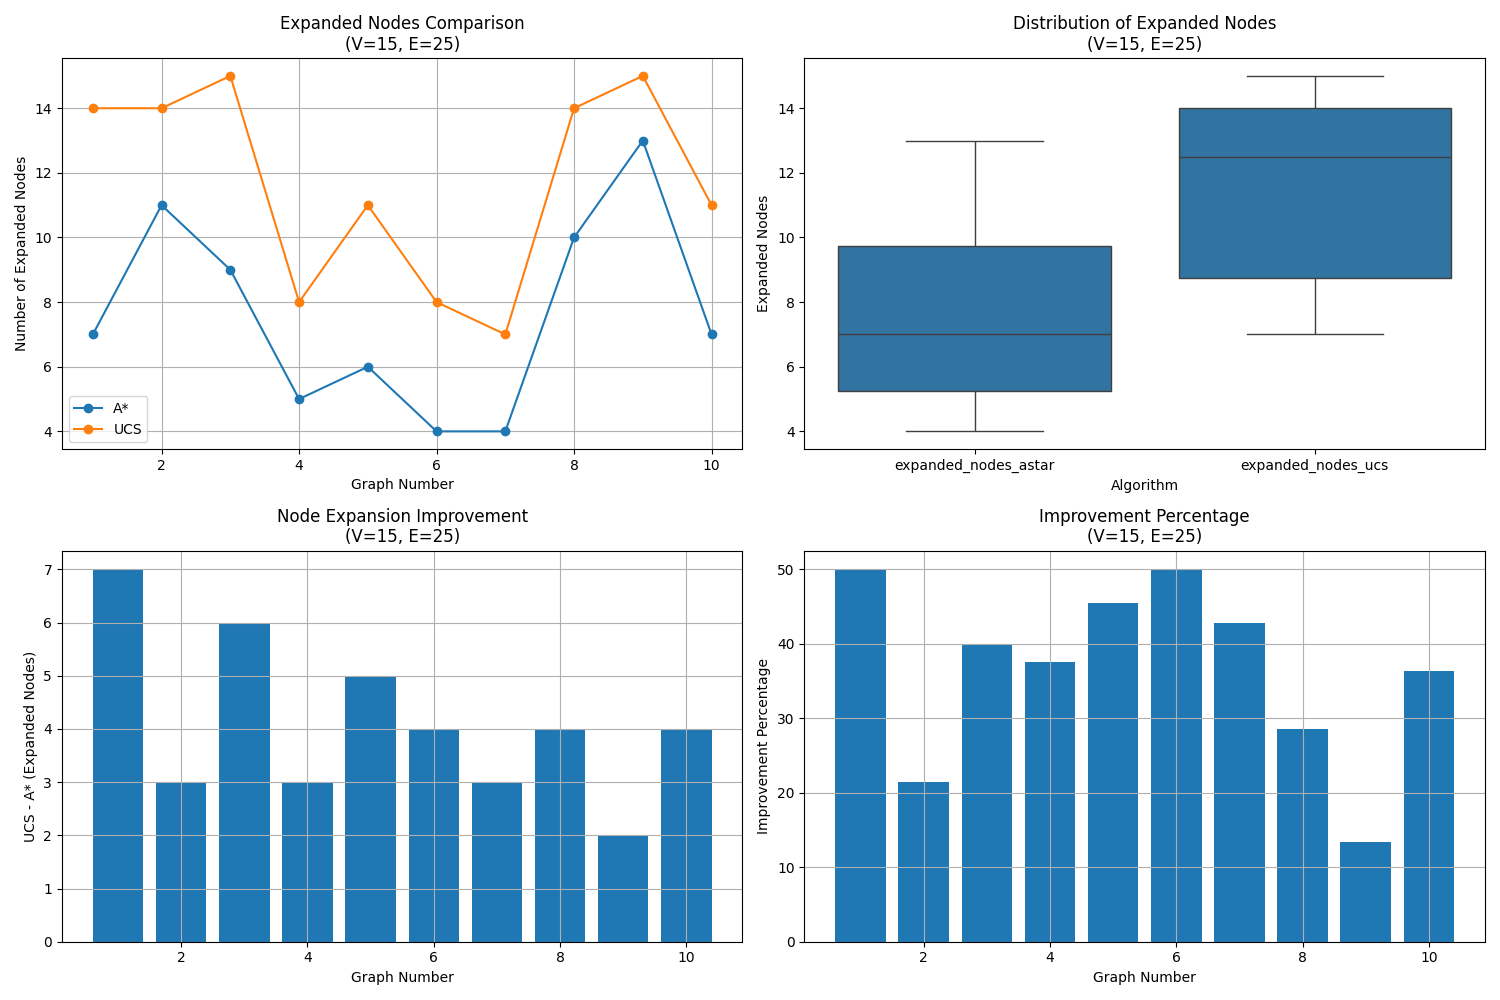 Expanded Nodes Comparison
(V=15, E=25)
Number of Expanded Nodes
14
12
10
8
6
4
A*
UCS
2 4 6 8 10
Graph Number
Distribution of Expanded Nodes
(V=15, E=25)
Expanded Nodes
14
12
10
8
6
4
expanded_nodes_astar expanded_nodes_ucs
Algorithm
Node Expansion Improvement
(V=15, E=25)
UCS - A* (Expanded Nodes)
7
6
5
4
3
2
1
0
2 4 6 8 10
Graph Number
Improvement Percentage
(V=15, E=25)
Improvement Percentage
50
40
30
20
10
0
2 4 6 8 10
Graph Number